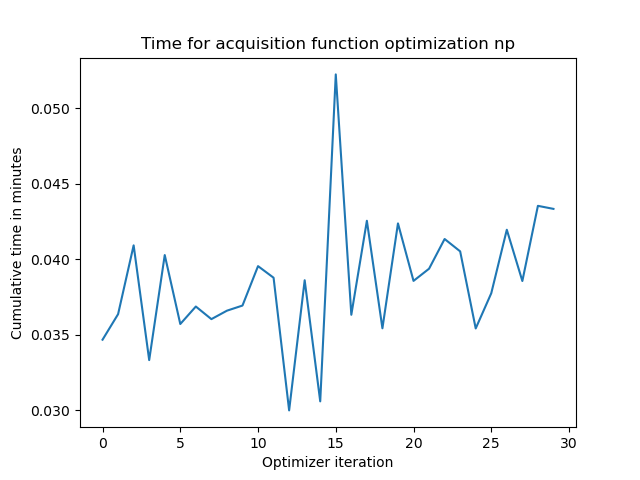 Time for acquisition function optimization np
Cumulative time in minutes
0.050
0.045
0.040
0.035
0.030
0 5 10 15 20 25 30
Optimizer iteration